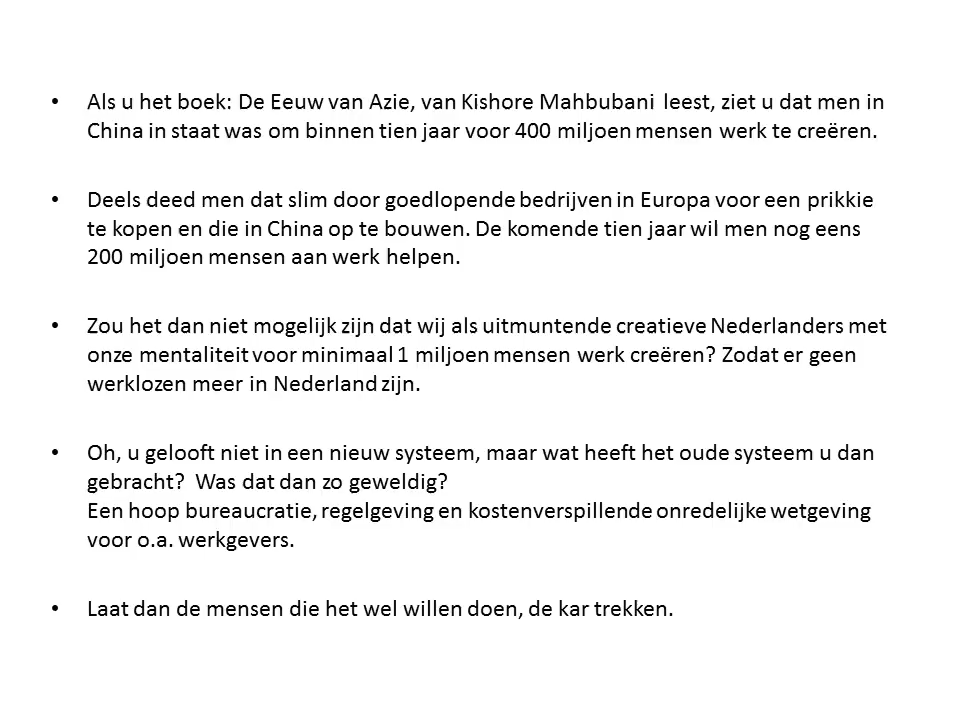 • Als u het boek: De Eeuw van Azie, van Kishore Mahbubani leest, ziet u dat men in
China in staat was om binnen tien jaar voor 400 miljoen mensen werk te creëren.
• Deels deed men dat slim door goedlopende bedrijven in Europa voor een prikkie
te kopen en die in China op te bouwen. De komende tien jaar wil men nog eens
200 miljoen mensen aan werk helpen.
• Zou het dan niet mogelijk zijn dat wij als uitmuntende creatieve Nederlanders met
onze mentaliteit voor minimaal 1 miljoen mensen werk creëren? Zodat er geen
werklozen meer in Nederland zijn.
• Oh, u gelooft niet in een nieuw systeem, maar wat heeft het oude systeem u dan
gebracht?  Was dat dan zo geweldig?
Een hoop bureaucratie, regelgeving en kostenverspillende onredelijke wetgeving
voor o.a. werkgevers.
• Laat dan de mensen die het wel willen doen, de kar trekken.